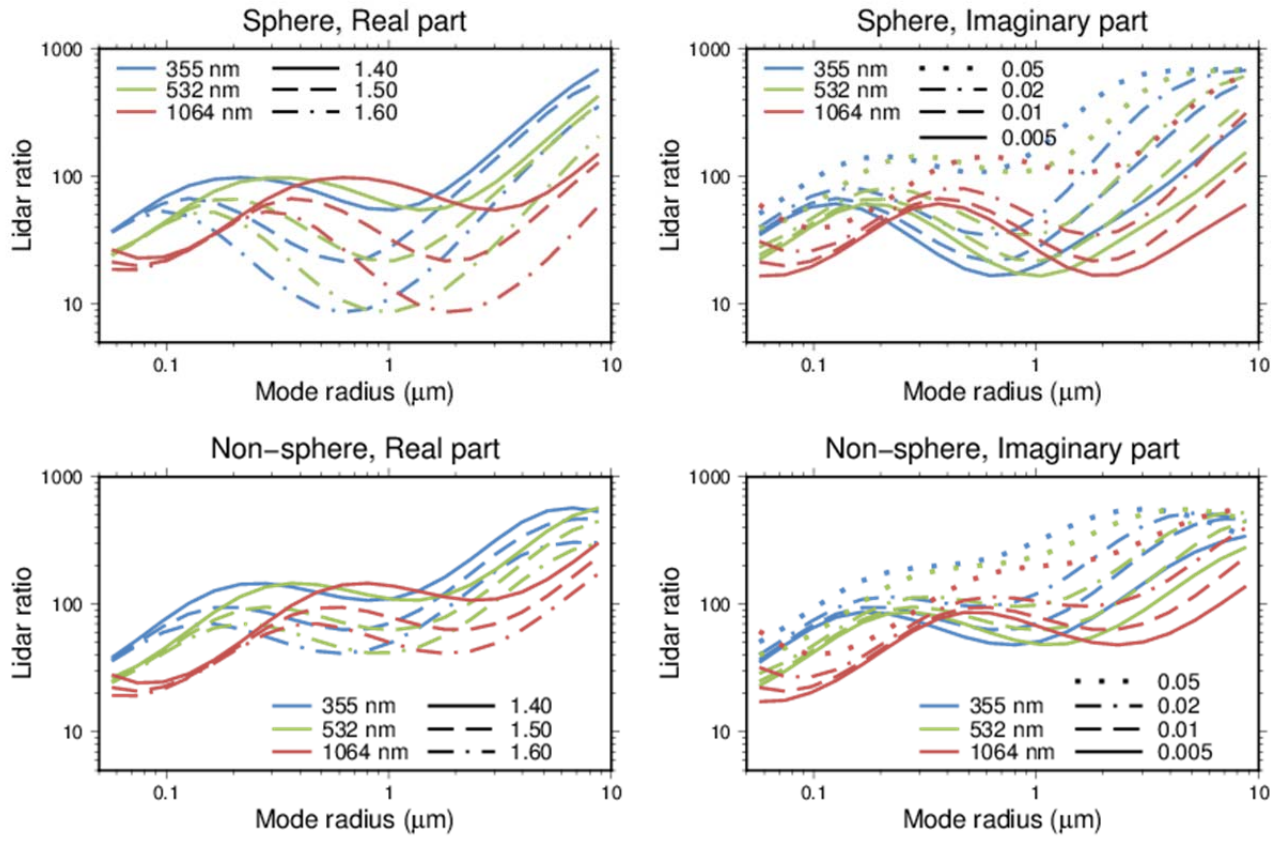 Sphere, Real part
1000
100
10
Lidar ratio
355 nm
532 nm
1064 nm
1.40
1.50
1.60
0.1
1
10
Mode radius (μm)
Sphere, Imaginary part
1000
100
10
Lidar ratio
355 nm
532 nm
1064 nm
0.05
0.02
0.01
0.005
0.1
1
10
Mode radius (μm)
Non−sphere, Real part
1000
100
10
Lidar ratio
355 nm
532 nm
1064 nm
1.40
1.50
1.60
0.1
1
10
Mode radius (μm)
Non−sphere, Imaginary part
1000
100
10
Lidar ratio
355 nm
532 nm
1064 nm
0.05
0.02
0.01
0.005
0.1
1
10
Mode radius (μm)